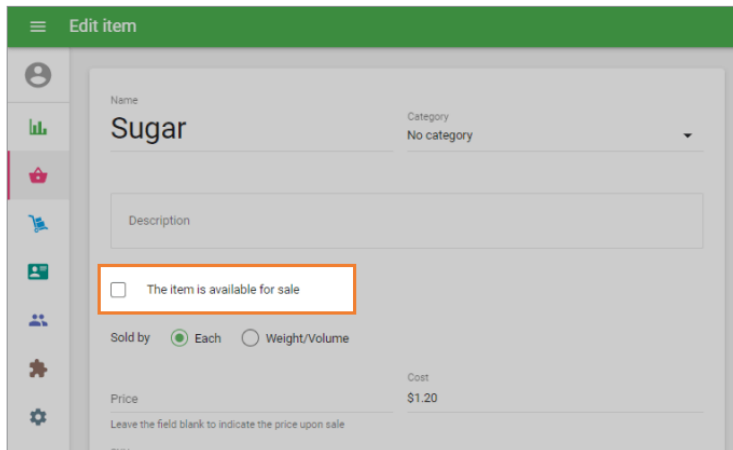 Edit item
Name
Sugar
Category
No category
Description
The item is available for sale
Sold by Each Weight/Volume
Price
Cost
$1.20
Leave the field blank to indicate the price upon sale